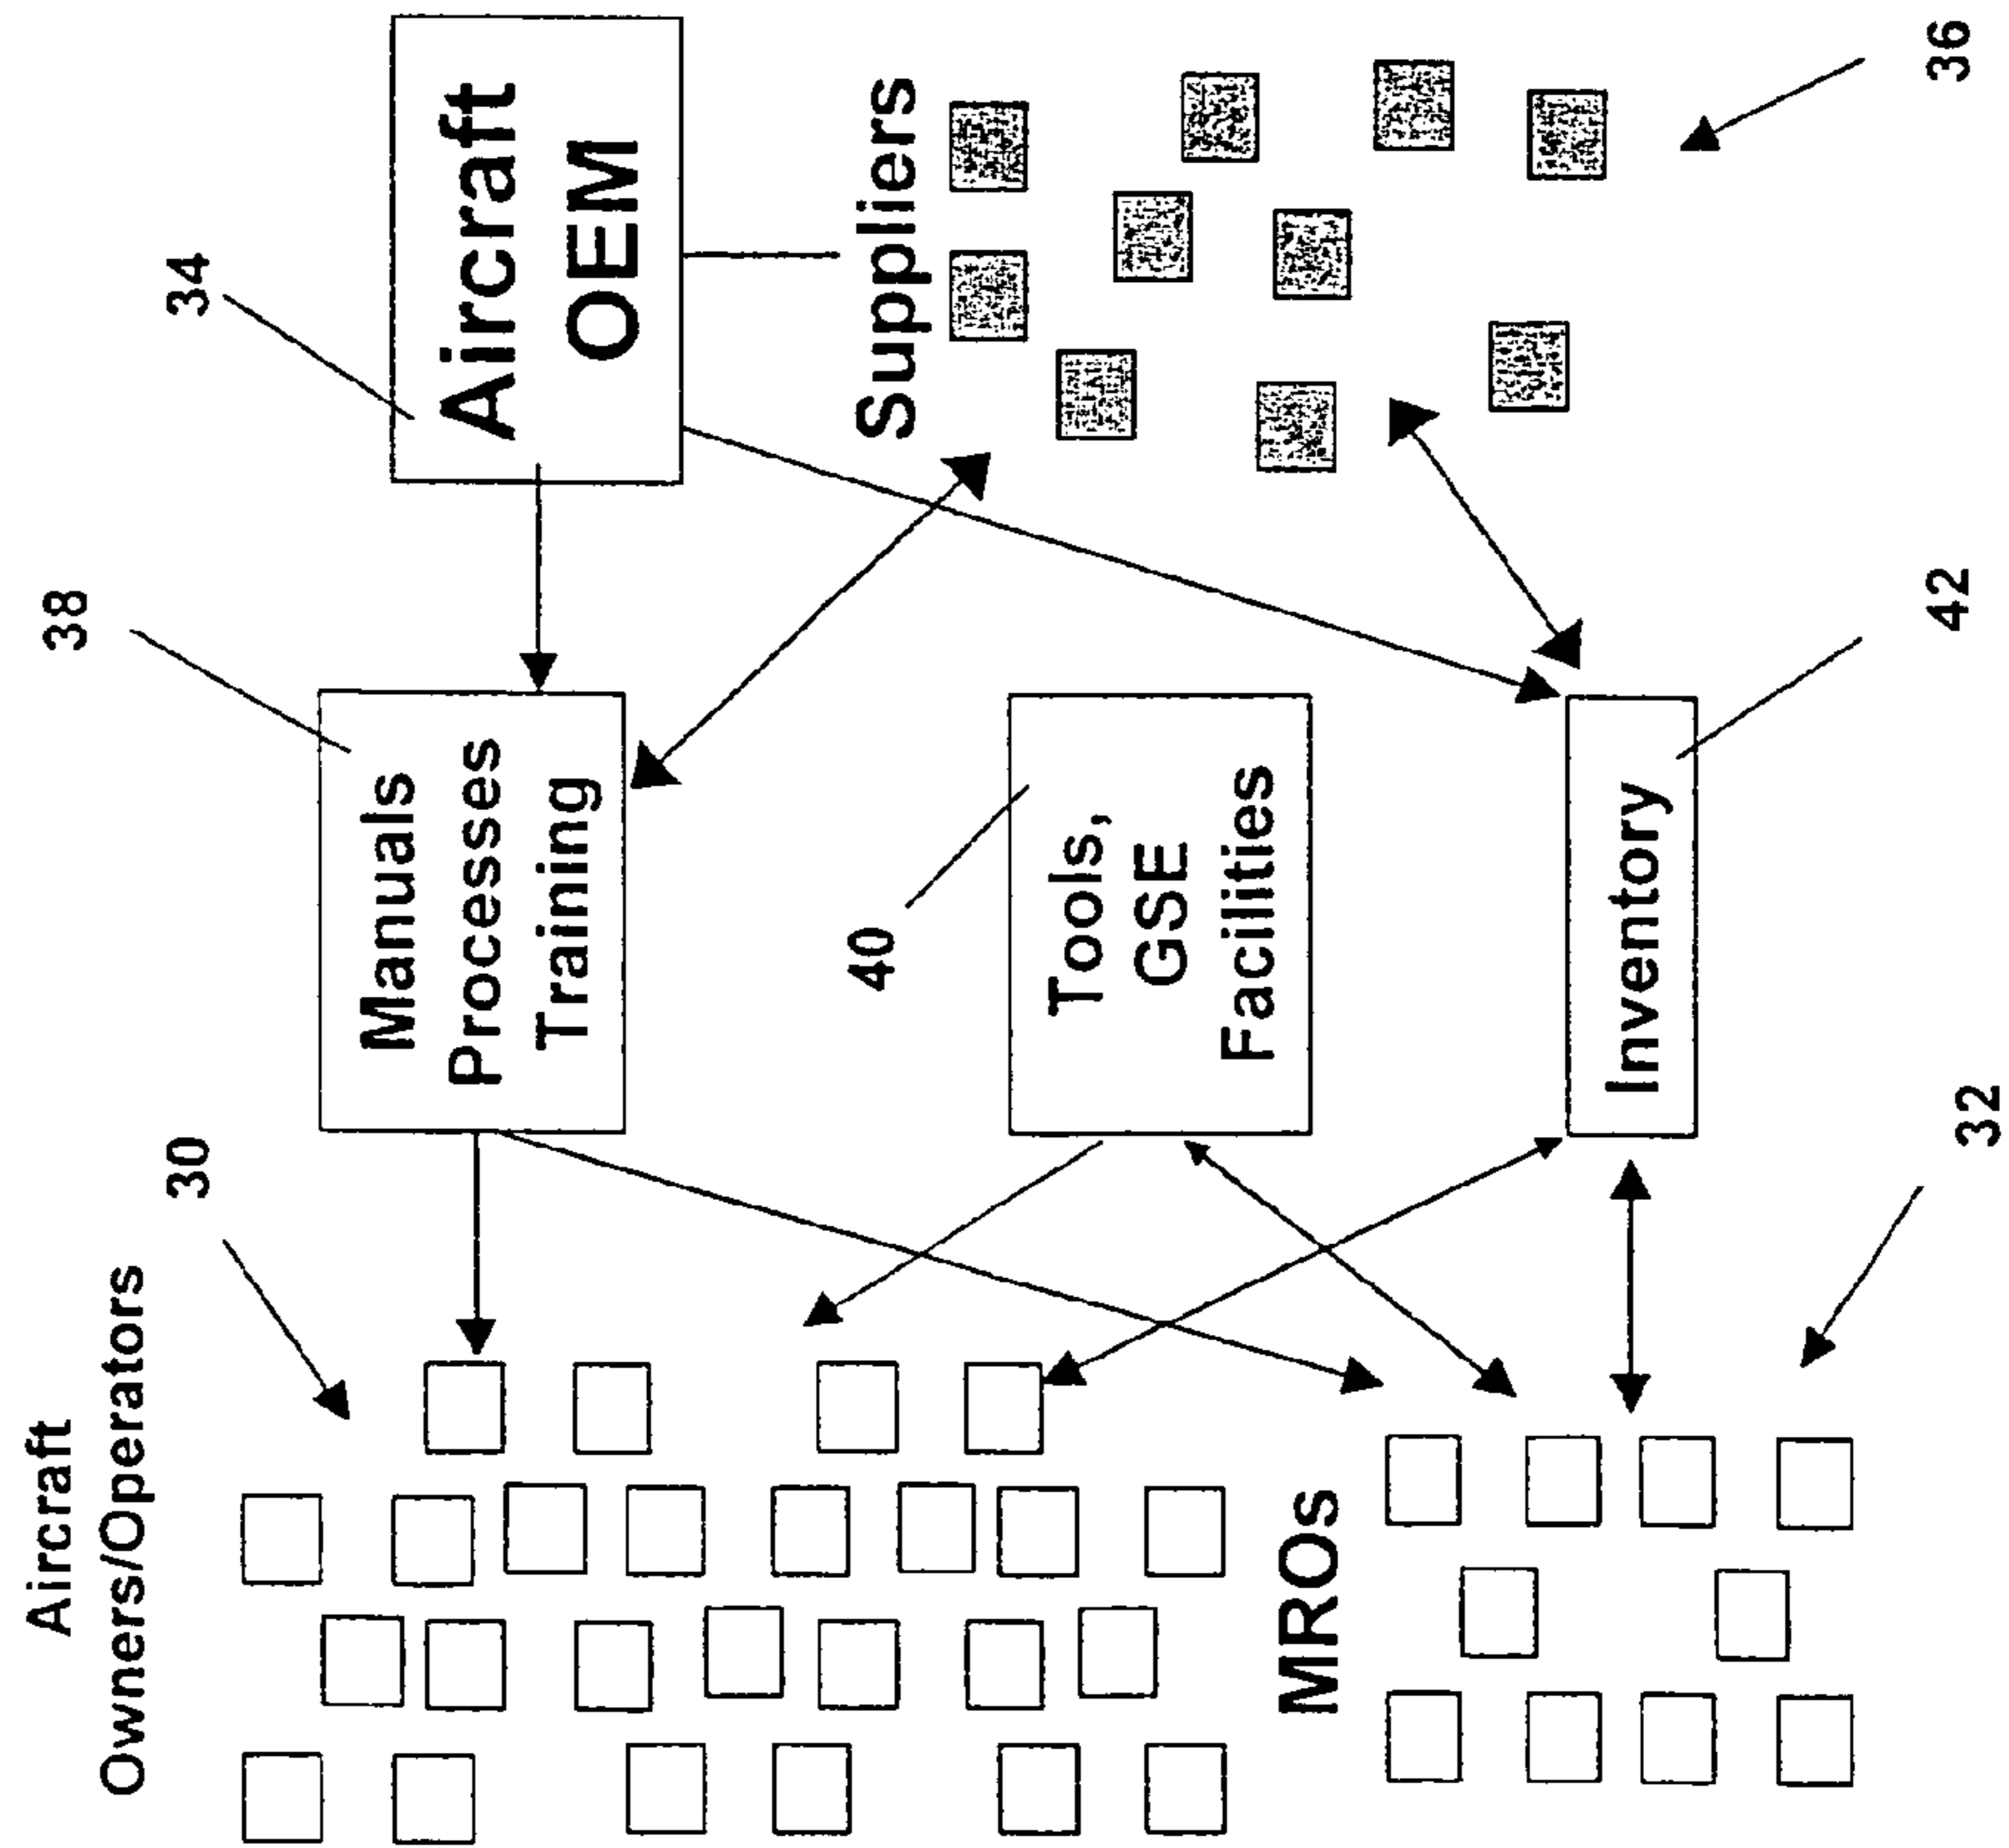 Aircraft
Owners/Operators
30
38
34
Manuals
Processes
Training
Aircraft
OEM
40
Suppliers
Tools,
GSE
Facilities
MROs
Inventory
32
42
36